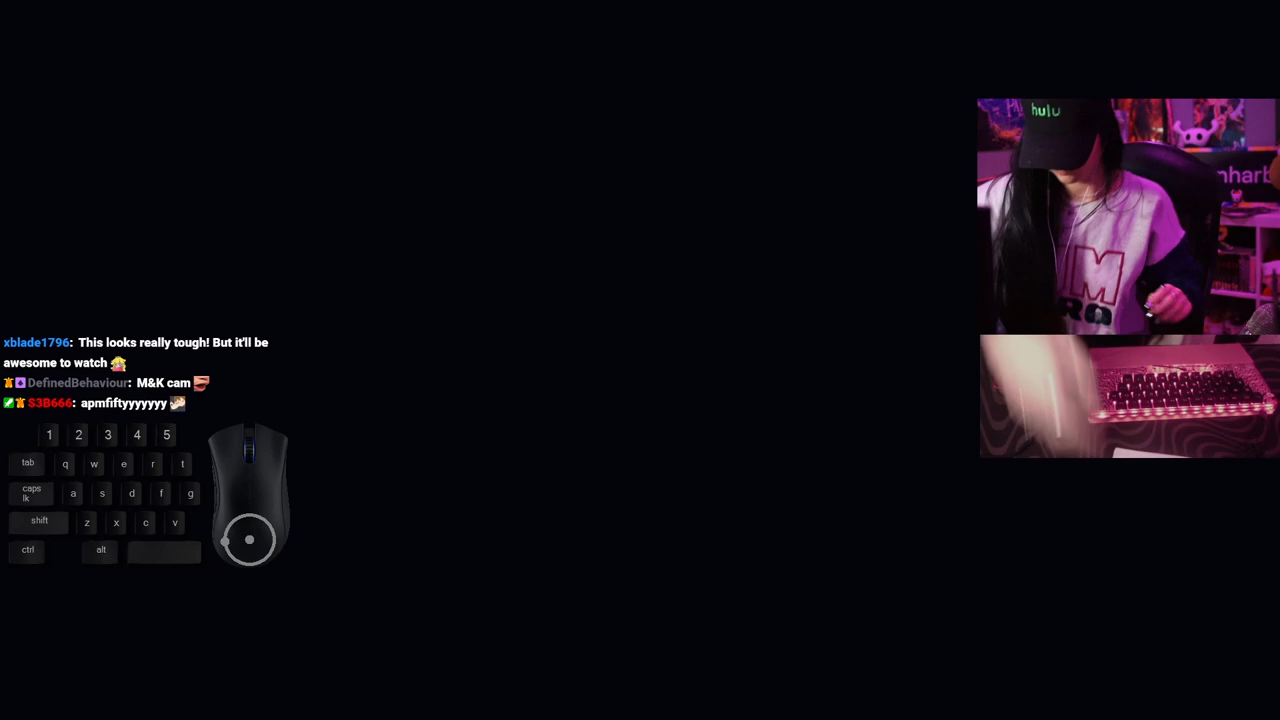 hulu
nharb
M
xblade1796: This looks really tough! But it'll be
awesome to watch
DefinedBehaviour: M&K cam
S3B666: apmfiftyyyyyyy
1 2 3 4 5
tab q w e r t
caps
lk a s d f g
shift z x c v
ctrl alt